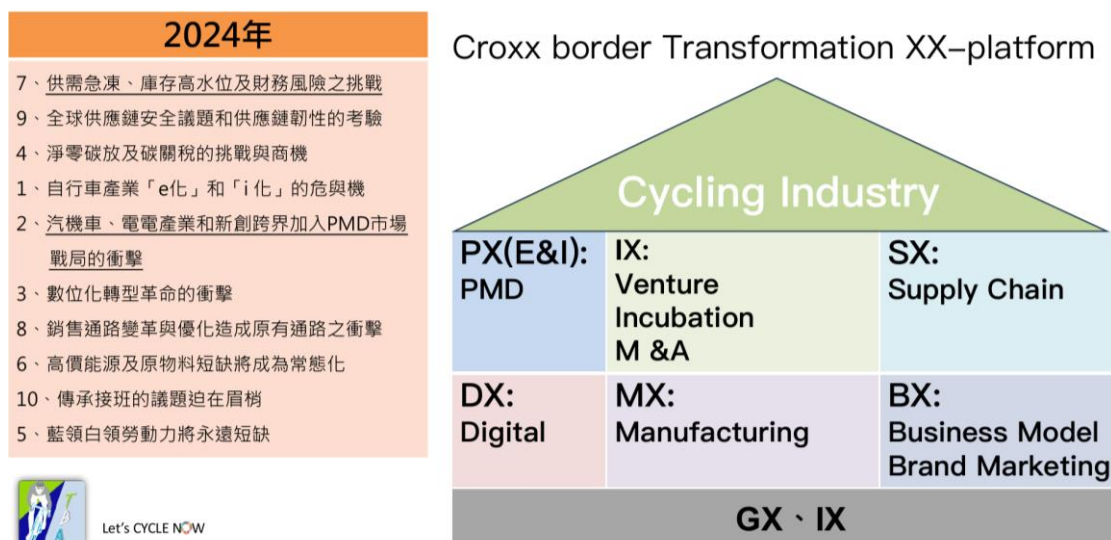 2024年
7、供需急凍、庫存高水位及財務風險之挑戰
9、全球供應鏈安全議題和供應鏈韌性的考驗
4、淨零碳放及碳關稅的挑戰與商機
1、自行車產業「e化」和「i化」的危與機
2、汽機車、電電產業和新創跨界加入PMD市場
戰局的衝擊
3、數位化轉型革命的衝擊
8、銷售通路變革與優化造成原有通路之衝擊
6、高價能源及原物料短缺將成為常態化
10、傳承接班的議題迫在眉梢
5、藍領白領勞動力將永遠短缺
Let's CYCLE NOW
Croxx border Transformation XX-platform
Cycling Industry
PX(E&I):
PMD
IX:
Venture
Incubation
M &A
SX:
Supply Chain
DX:
Digital
MX:
Manufacturing
BX:
Business Model
Brand Marketing
GX、IX